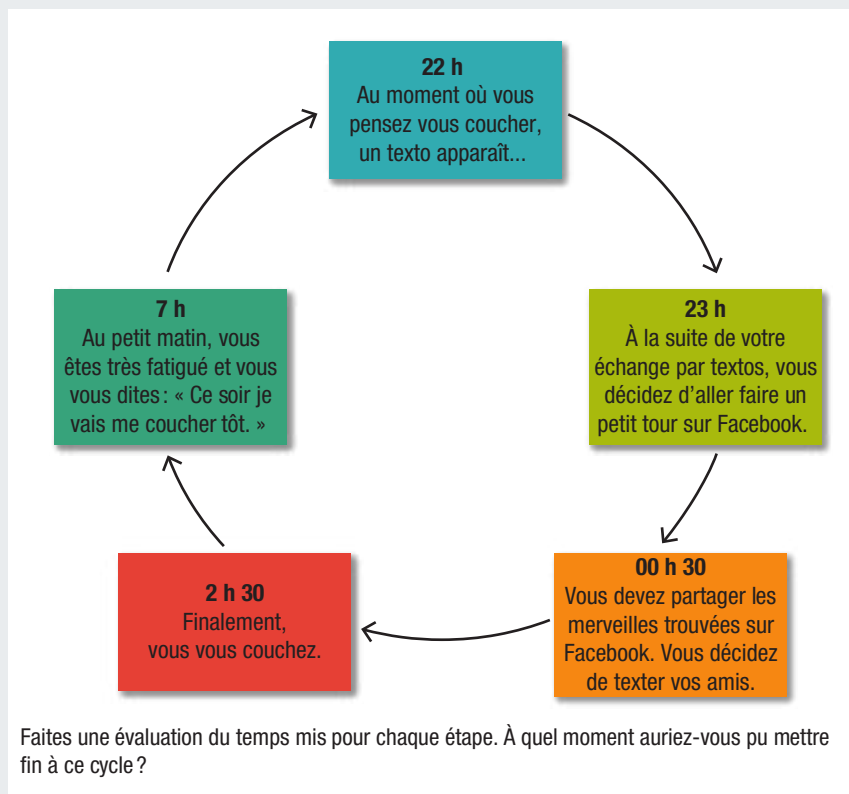 22 h
Au moment où vous
pensez vous coucher,
un texto apparaît...
23 h
À la suite de votre
échange par textos, vous
décidez d'aller faire un
petit tour sur Facebook.
00 h 30
Vous devez partager les
merveilles trouvées sur
Facebook. Vous décidez
de texter vos amis.
2 h 30
Finalement,
vous vous couchez.
7 h
Au petit matin, vous
êtes très fatigué et vous
vous dites : « Ce soir je
vais me coucher tôt. »
Faites une évaluation du temps mis pour chaque étape. À quel moment auriez-vous pu mettre
fin à ce cycle ?